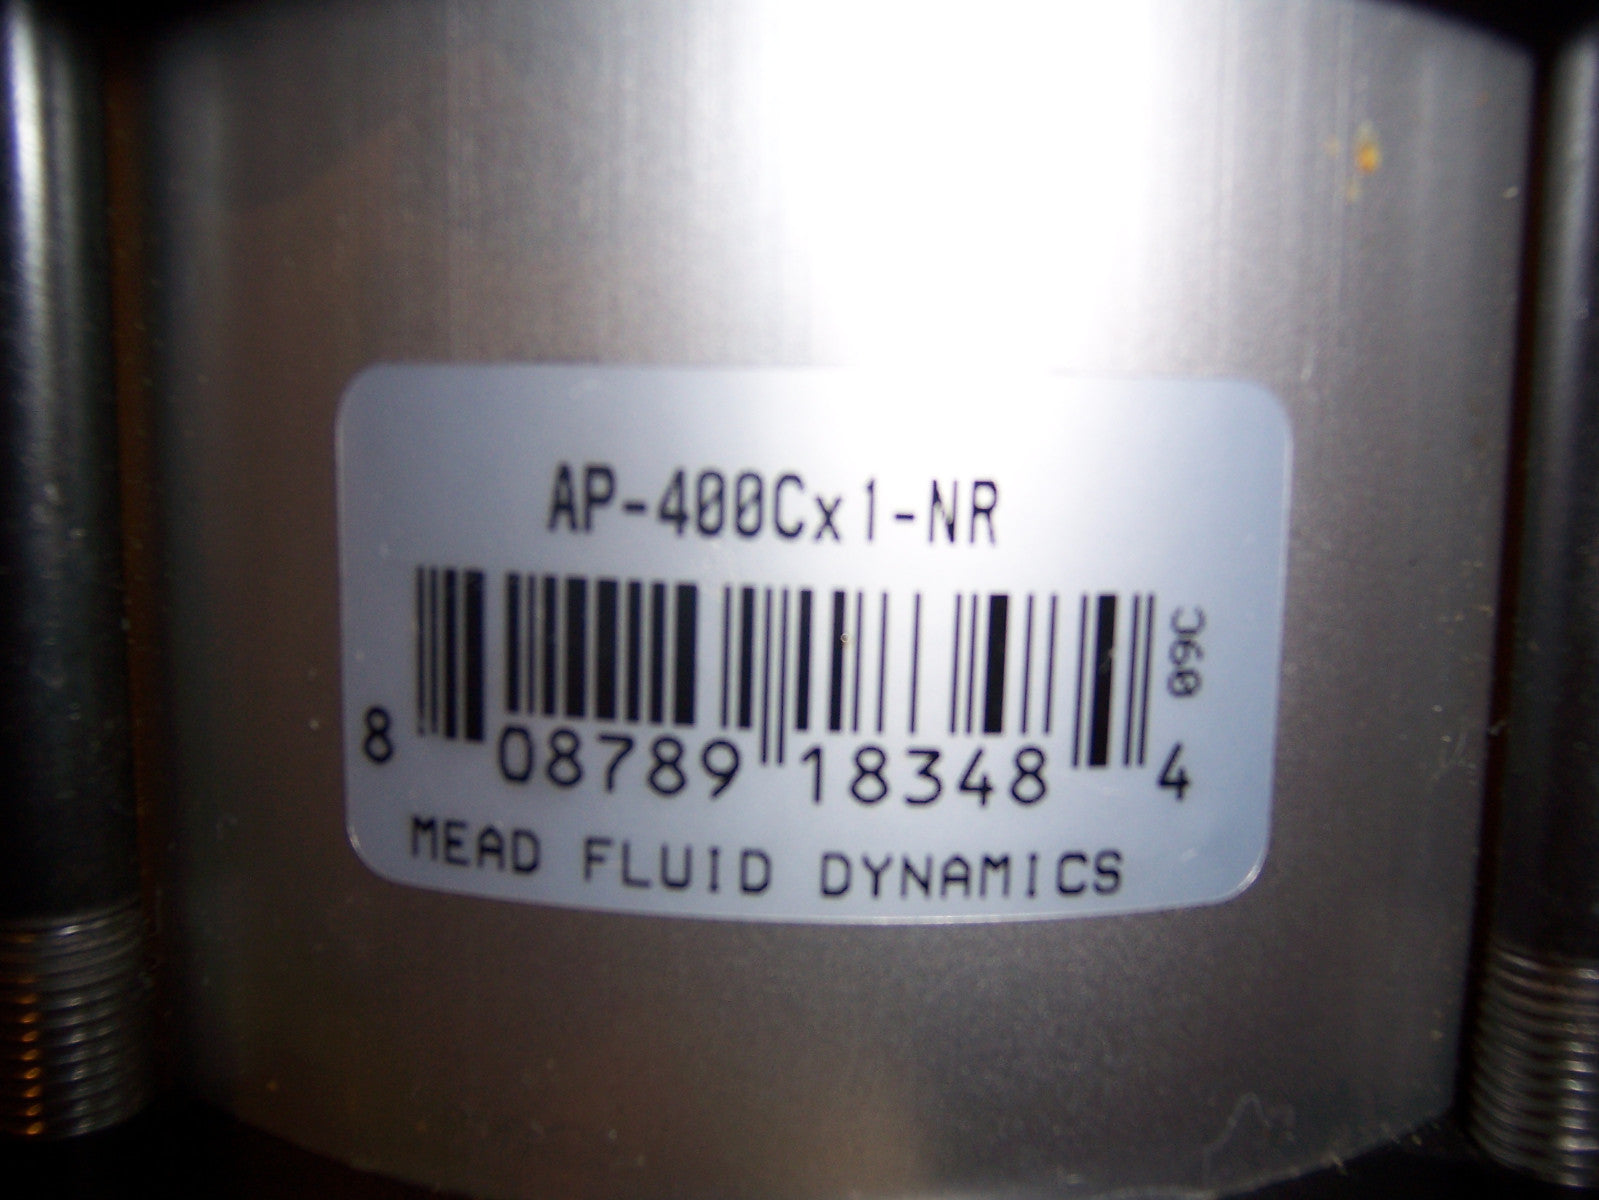 AP-400Cx1-NR
09C
8 08789 18348 4
MEAD FLUID DYNAMICS